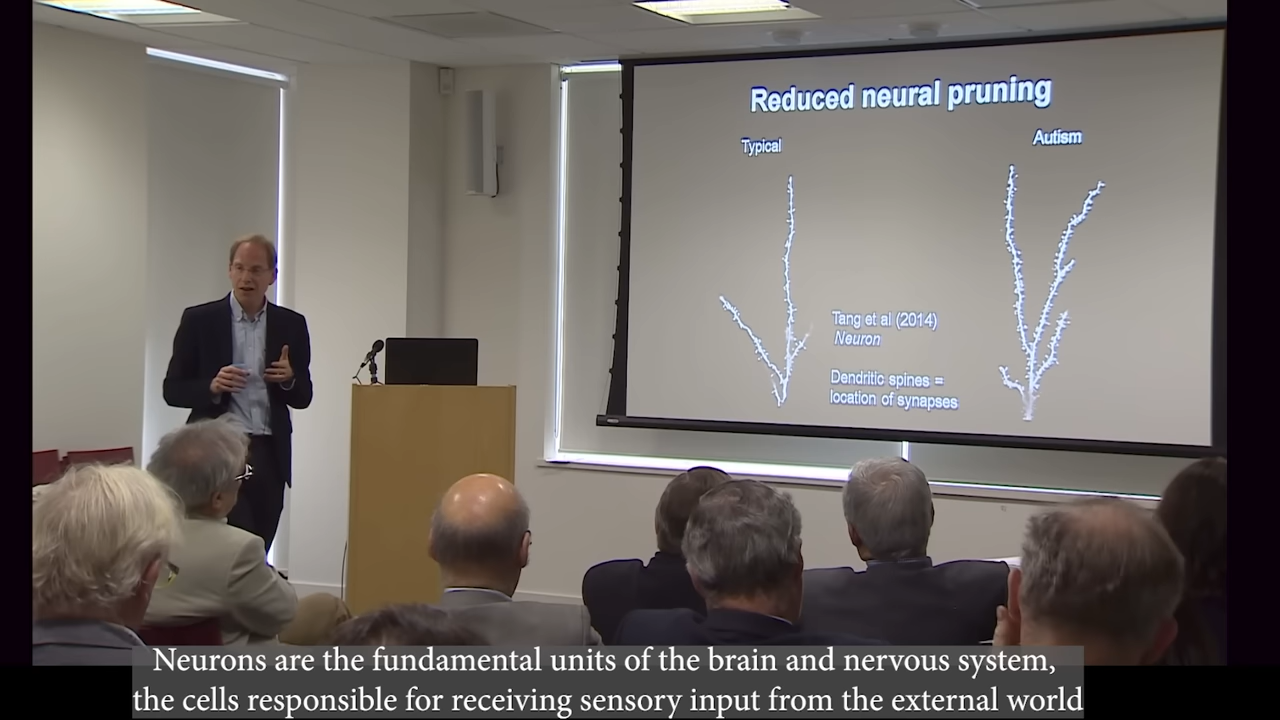 Reduced neural pruning
Typical
Autism
Tang et al (2014)
Neuron
Dendritic spines =
location of synapses
Neurons are the fundamental units of the brain and nervous system,
the cells responsible for receiving sensory input from the external world